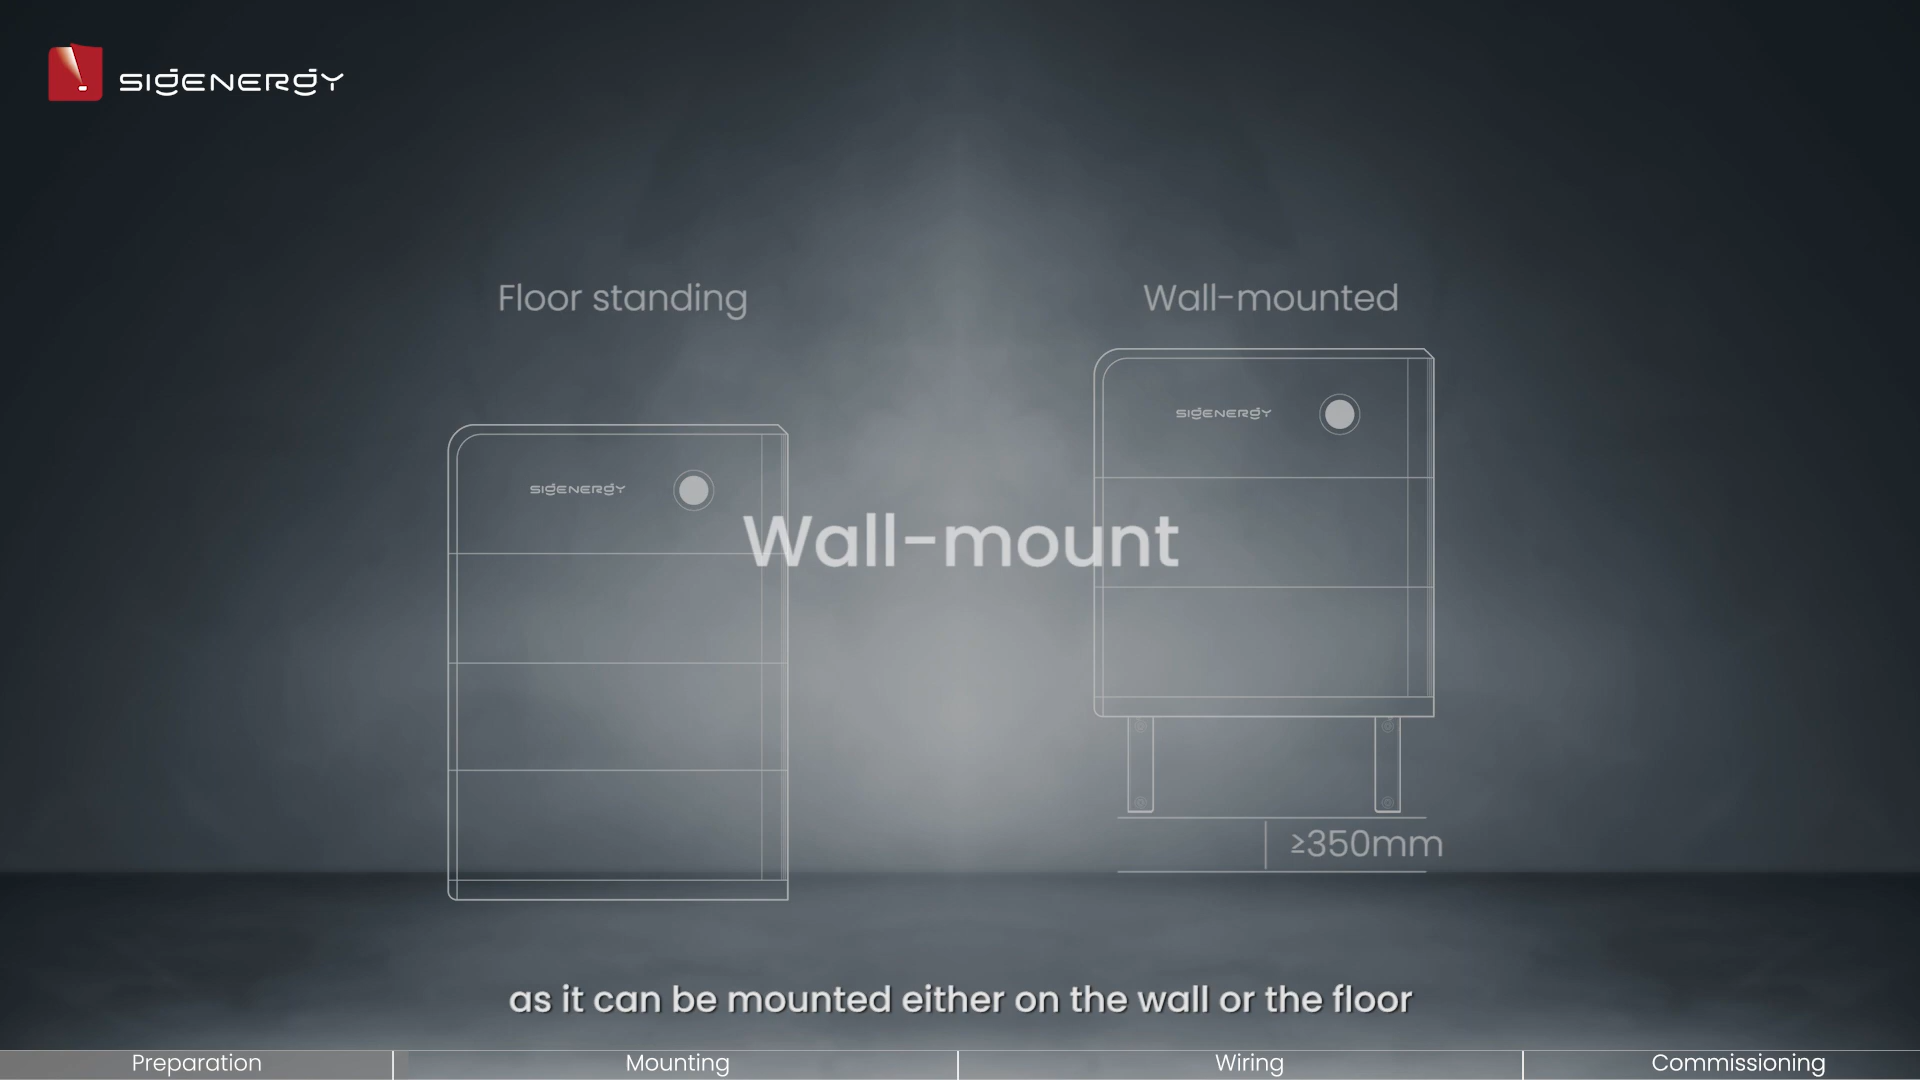 SIGENERGY
Floor standing
Wall-mounted
SIGENERGY
SIGENERGY
Wall-mount
≥350mm
as it can be mounted either on the wall or the floor
Preparation
Mounting
Wiring
Commissioning